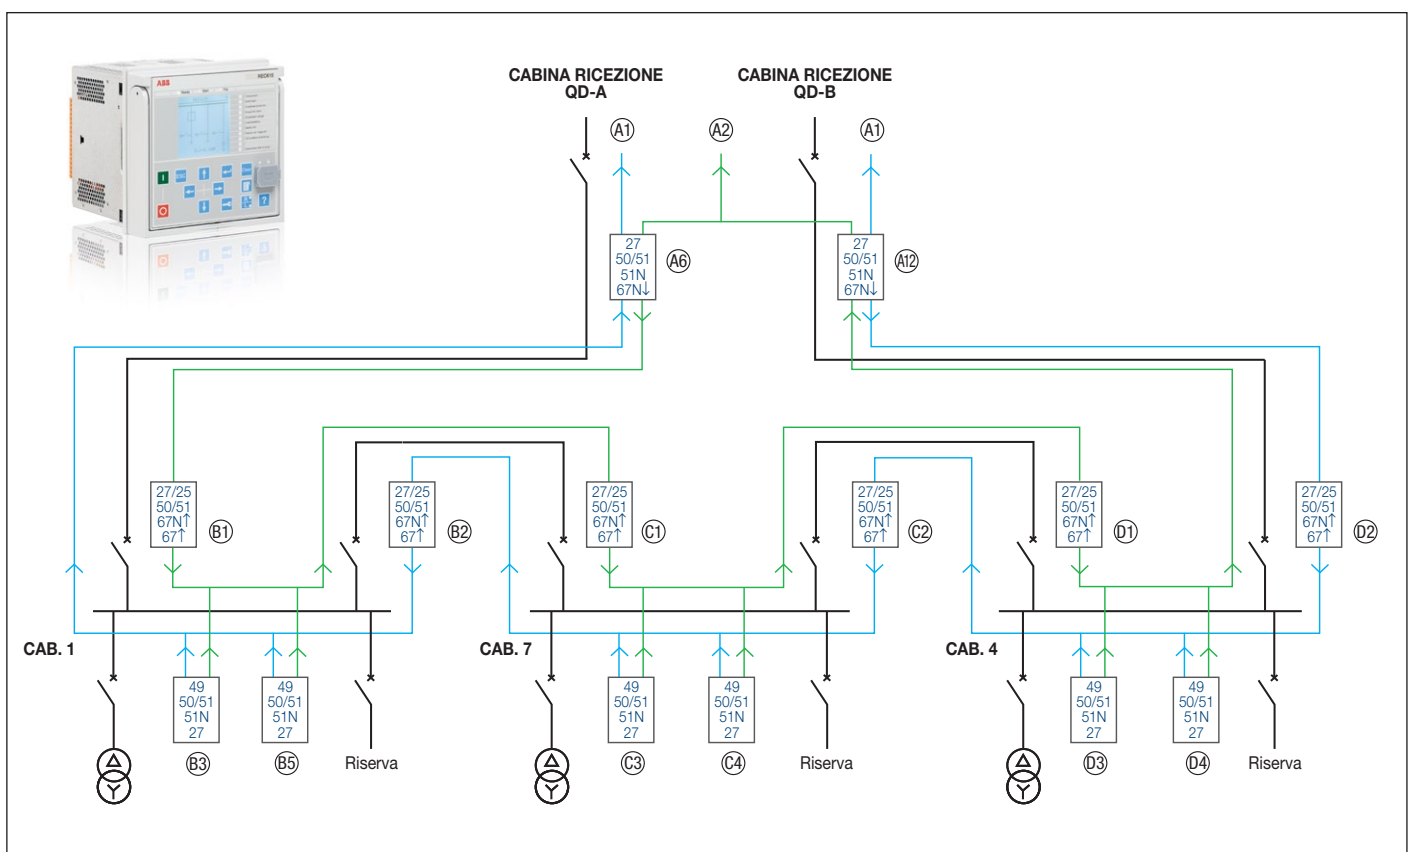 ABB
REC615
CABINA RICEZIONE
QD-A
CABINA RICEZIONE
QD-B
A1
A2
A1
27
50/51
51N
67N↓
A6
27
50/51
51N
67N↓
A12
27/25
50/51
67N↑
67↑
B1
27/25
50/51
67N↑
67↑
B2
27/25
50/51
67N↑
67↑
C1
27/25
50/51
67N↑
67↑
C2
27/25
50/51
67N↑
67↑
D1
27/25
50/51
67N↑
67↑
D2
CAB. 1
CAB. 7
CAB. 4
49
50/51
51N
27
B3
49
50/51
51N
27
B5
Riserva
49
50/51
51N
27
C3
49
50/51
51N
27
C4
Riserva
49
50/51
51N
27
D3
49
50/51
51N
27
D4
Riserva